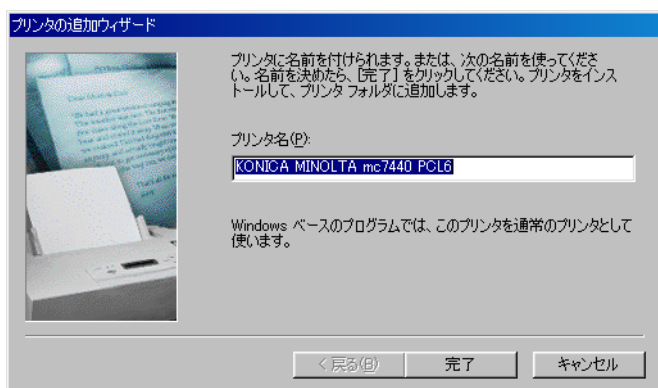 プリンタの追加ウィザード
プリンタに名前を付けられます。または、次の名前を使ってくださ
い。名前を決めたら、[完了] をクリックしてください。プリンタをインス
トールして、プリンタ フォルダに追加します。
プリンタ名(P):
KONICA MINOLTA mc7440 PCL6
Windows ベースのプログラムでは、このプリンタを通常のプリンタとして
使います。
< 戻る(B)
完了
キャンセル